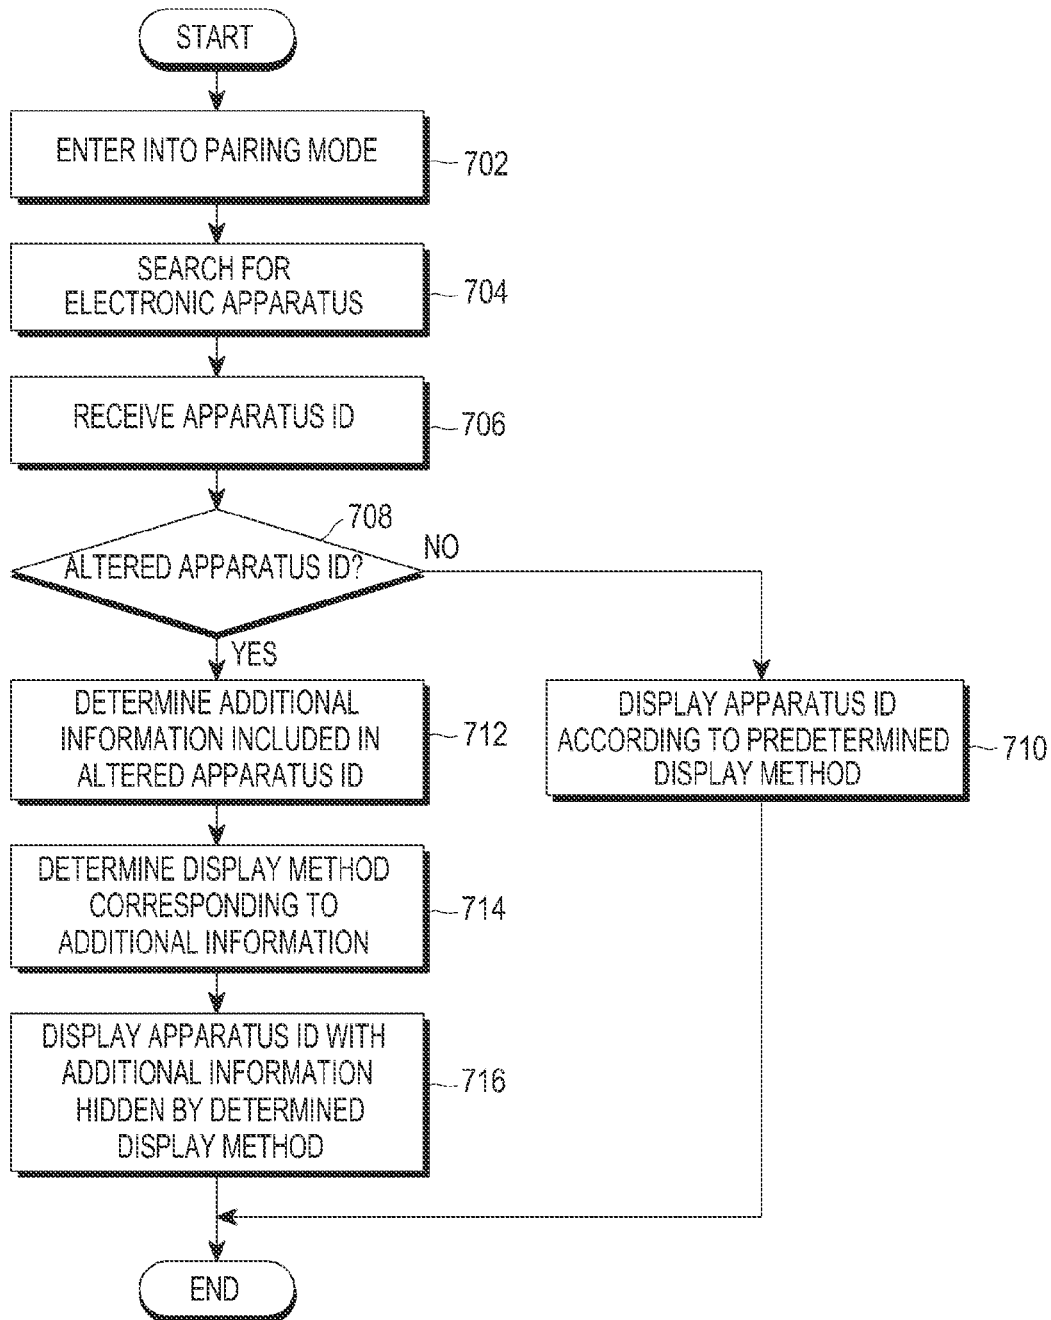 START
ENTER INTO PAIRING MODE
702
SEARCH FOR
ELECTRONIC APPARATUS
704
RECEIVE APPARATUS ID
706
708
ALTERED APPARATUS ID?
NO
YES
DETERMINE ADDITIONAL
INFORMATION INCLUDED IN
ALTERED APPARATUS ID
712
DISPLAY APPARATUS ID
ACCORDING TO PREDETERMINED
DISPLAY METHOD
710
DETERMINE DISPLAY METHOD
CORRESPONDING TO
ADDITIONAL INFORMATION
714
DISPLAY APPARATUS ID WITH
ADDITIONAL INFORMATION
HIDDEN BY DETERMINED
DISPLAY METHOD
716
END